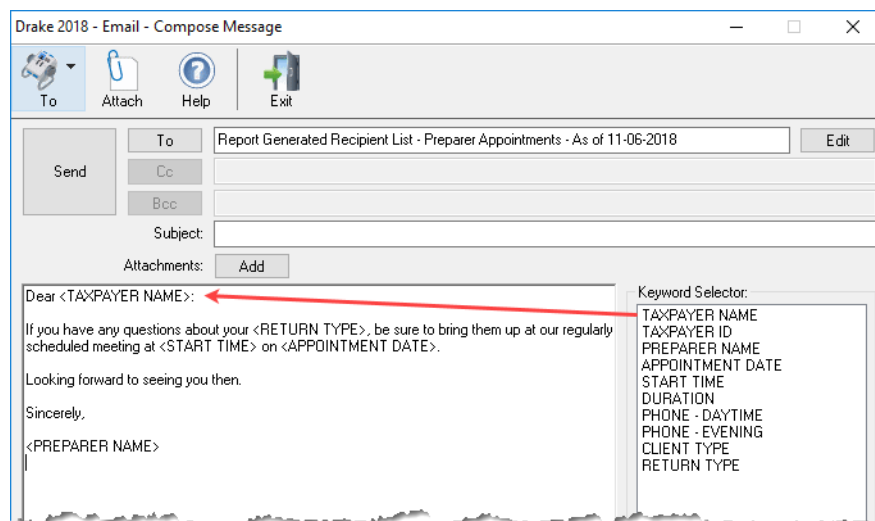 Drake 2018 - Email - Compose Message
To
Attach
Help
Exit
Send
To
Report Generated Recipient List - Preparer Appointments - As of 11-06-2018
Edit
Cc
Bcc
Subject:
Attachments:
Add
Dear <TAXPAYER NAME>:
If you have any questions about your <RETURN TYPE>, be sure to bring them up at our regularly
scheduled meeting at <START TIME> on <APPOINTMENT DATE>.
Looking forward to seeing you then.
Sincerely,
<PREPARER NAME>
Keyword Selector:
TAXPAYER NAME
TAXPAYER ID
PREPARER NAME
APPOINTMENT DATE
START TIME
DURATION
PHONE - DAYTIME
PHONE - EVENING
CLIENT TYPE
RETURN TYPE